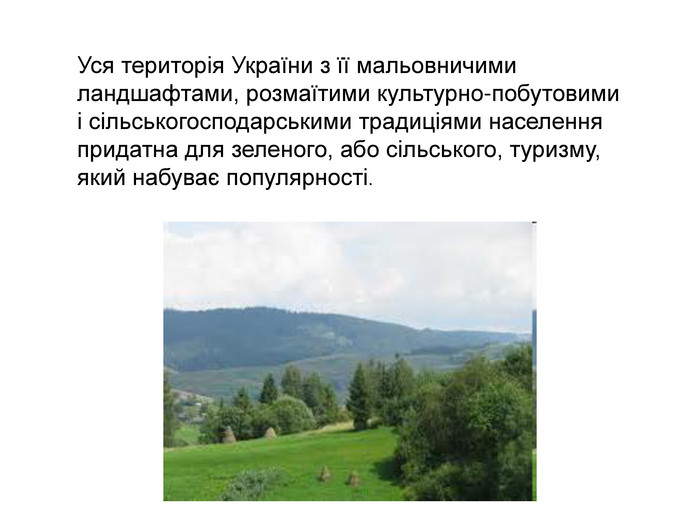 Уся територія України з її мальовничими
ландшафтами, розмаїтими культурно-побутовими
і сільськогосподарськими традиціями населення
придатна для зеленого, або сільського, туризму,
який набуває популярності.